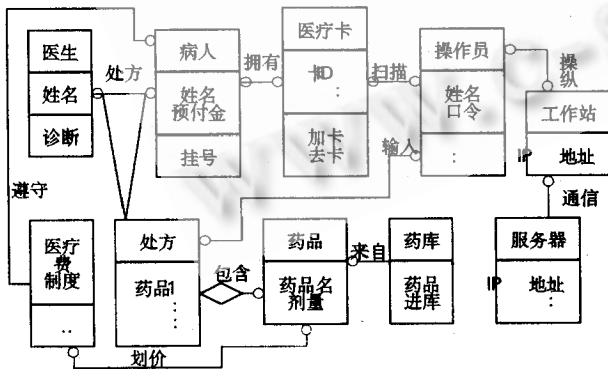 医生
姓名
诊断
处方
病人
姓名
预付金
挂号
拥有
医疗卡
卡ID
:
加卡
去卡
扫描
操作员
姓名
口令
:
操
纵
工作站
IP 地址
遵守
输入
通信
医疗
费
制度
..
处方
药品1
:
:
包含
药品
药品名
剂量
来自
药库
药品
进库
服务器
IP 地址
:
划价